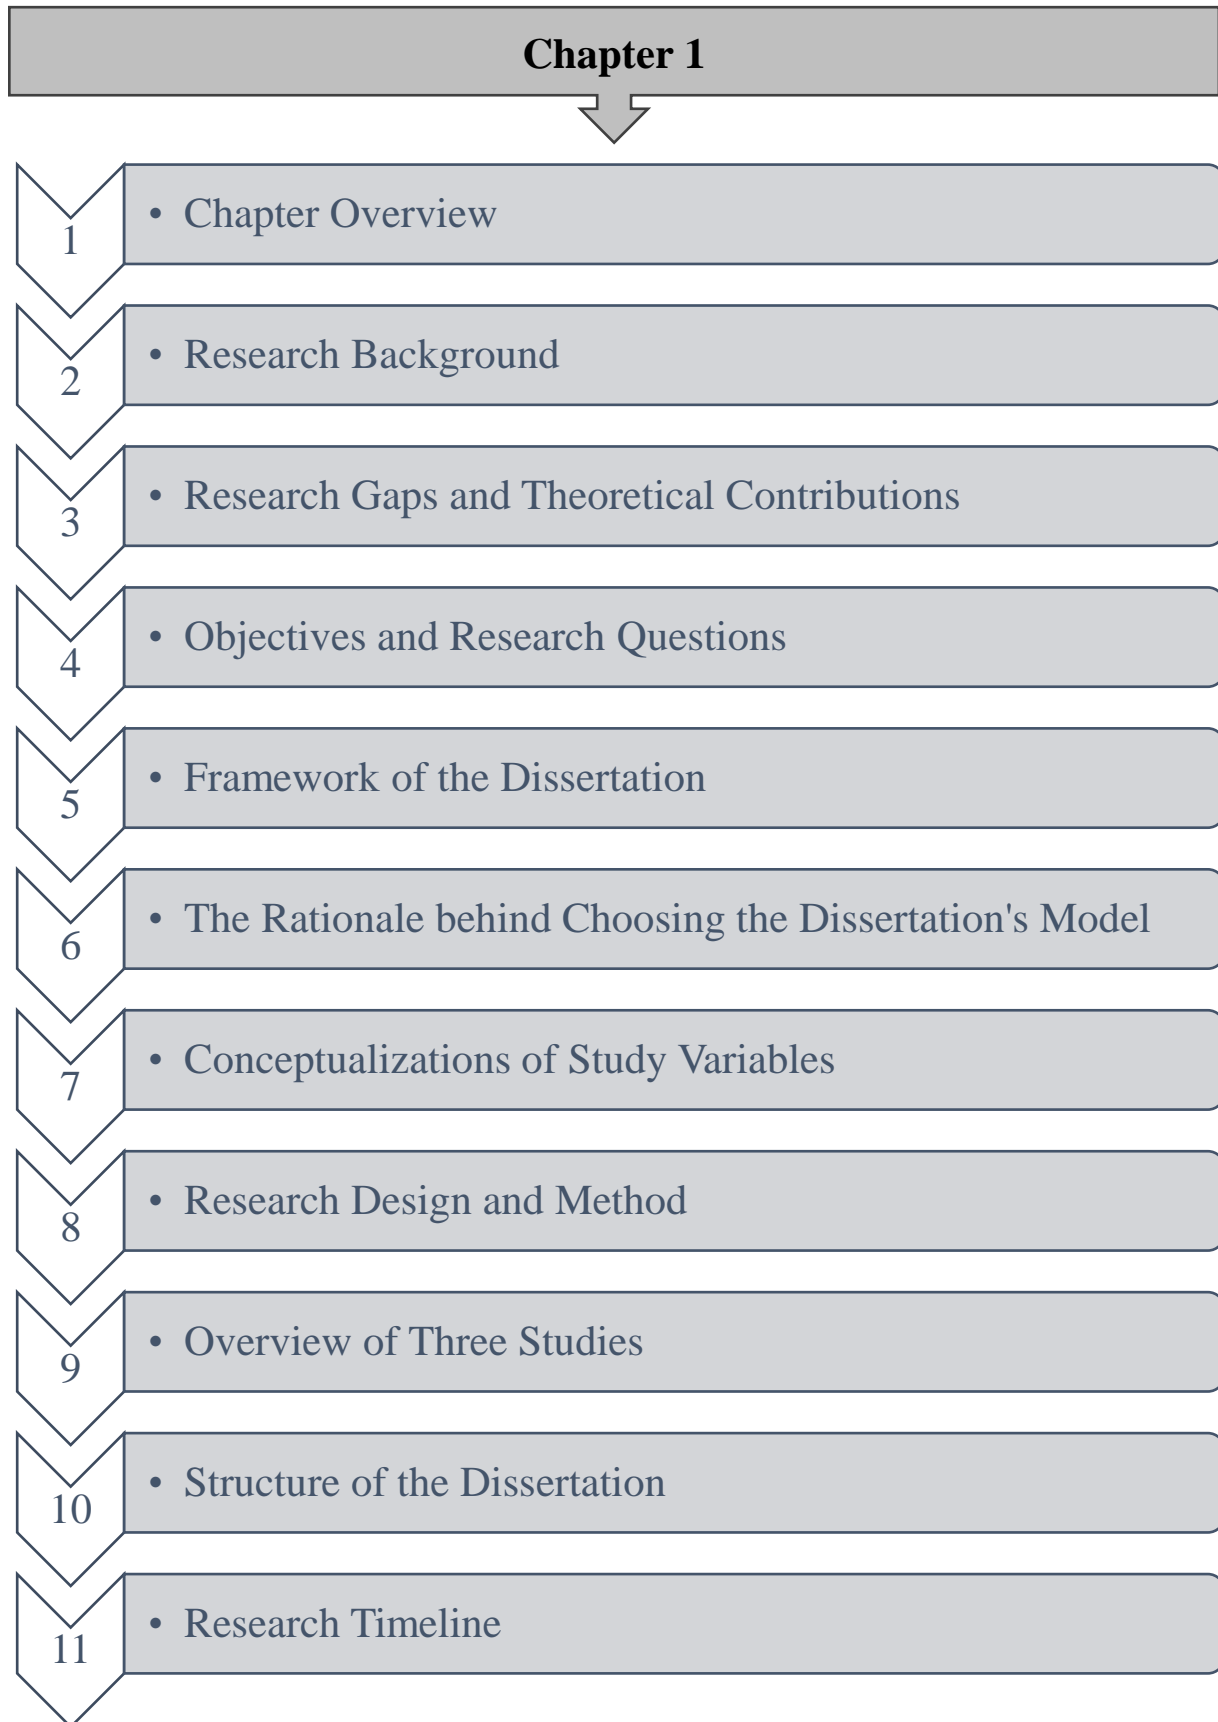 Chapter 1
1
• Chapter Overview
2
• Research Background
3
• Research Gaps and Theoretical Contributions
4
• Objectives and Research Questions
5
• Framework of the Dissertation
6
• The Rationale behind Choosing the Dissertation's Model
7
• Conceptualizations of Study Variables
8
• Research Design and Method
9
• Overview of Three Studies
10
• Structure of the Dissertation
11
• Research Timeline